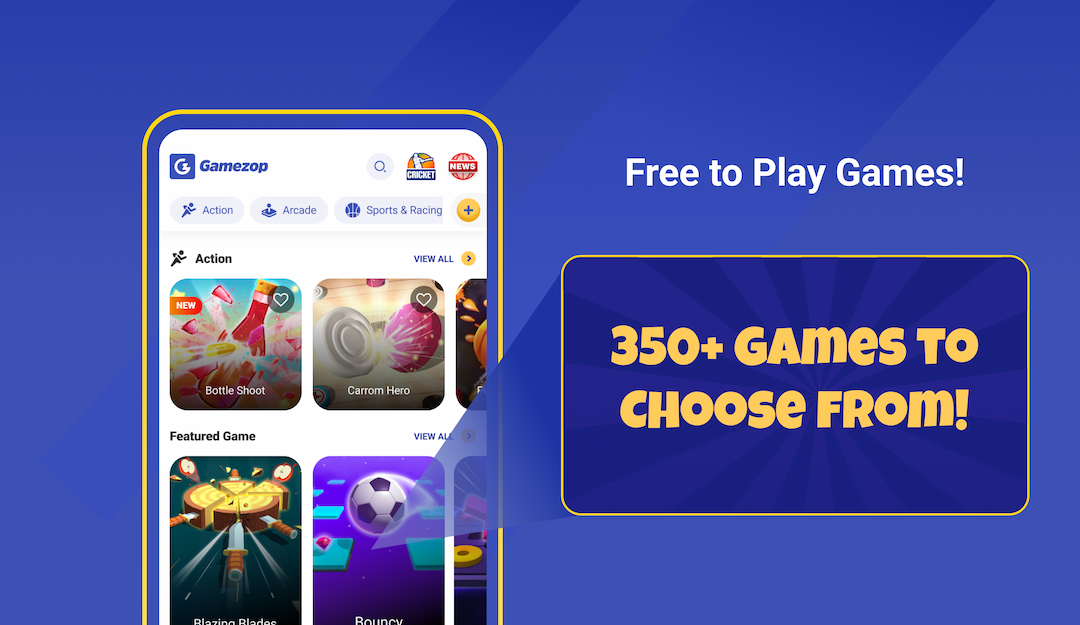 Gamezop
CRICKET
NEWS
Action
Arcade
Sports & Racing
Action
VIEW ALL
NEW
Bottle Shoot
Carrom Hero
Featured Game
VIEW ALL
Blazing Blades
Bouncy
Free to Play Games!
350+ GAMES TO
CHOOSE FROM!